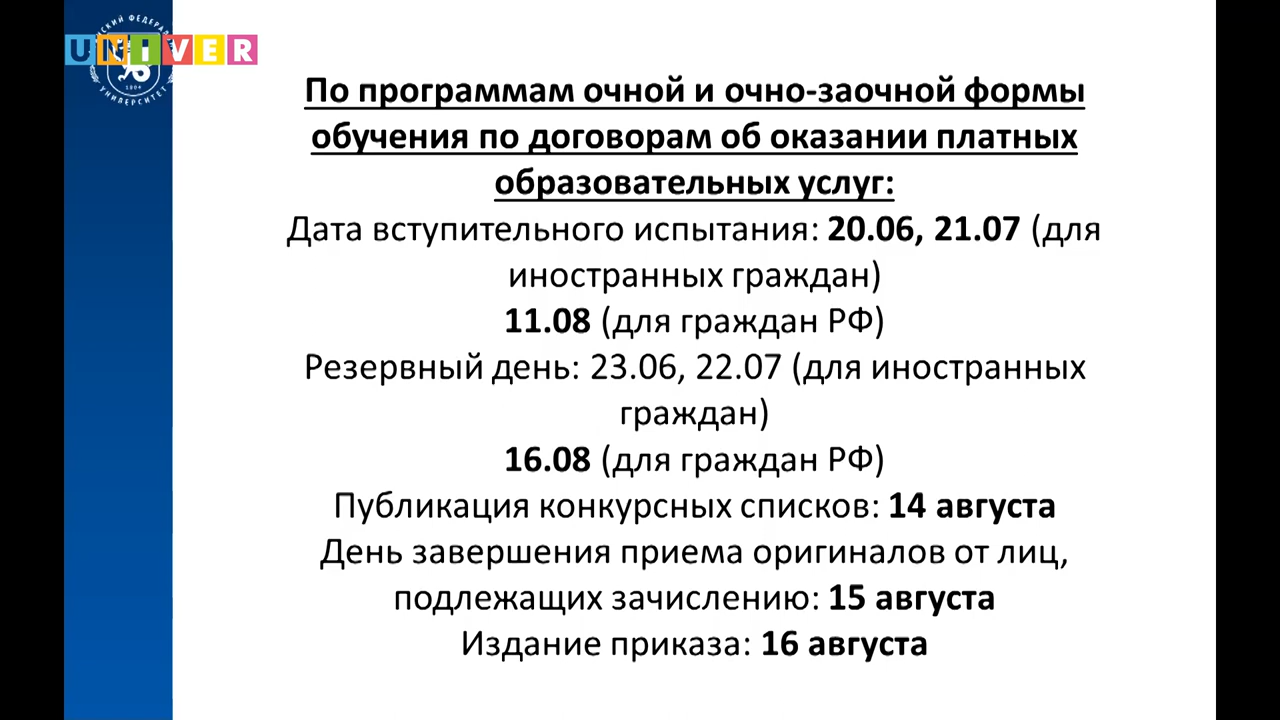 UNIVER
УНИВЕРСИТЕТ
По программам очной и очно-заочной формы
обучения по договорам об оказании платных
образовательных услуг:
Дата вступительного испытания: 20.06, 21.07 (для
иностранных граждан)
11.08 (для граждан РФ)
Резервный день: 23.06, 22.07 (для иностранных
граждан)
16.08 (для граждан РФ)
Публикация конкурсных списков: 14 августа
День завершения приема оригиналов от лиц,
подлежащих зачислению: 15 августа
Издание приказа: 16 августа